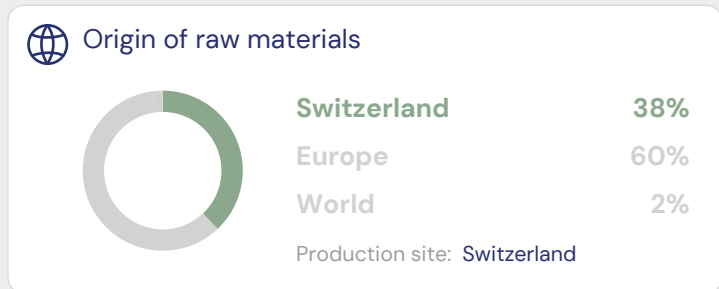 Origin of raw materials
Switzerland 38%
Europe 60%
World 2%
Production site: Switzerland